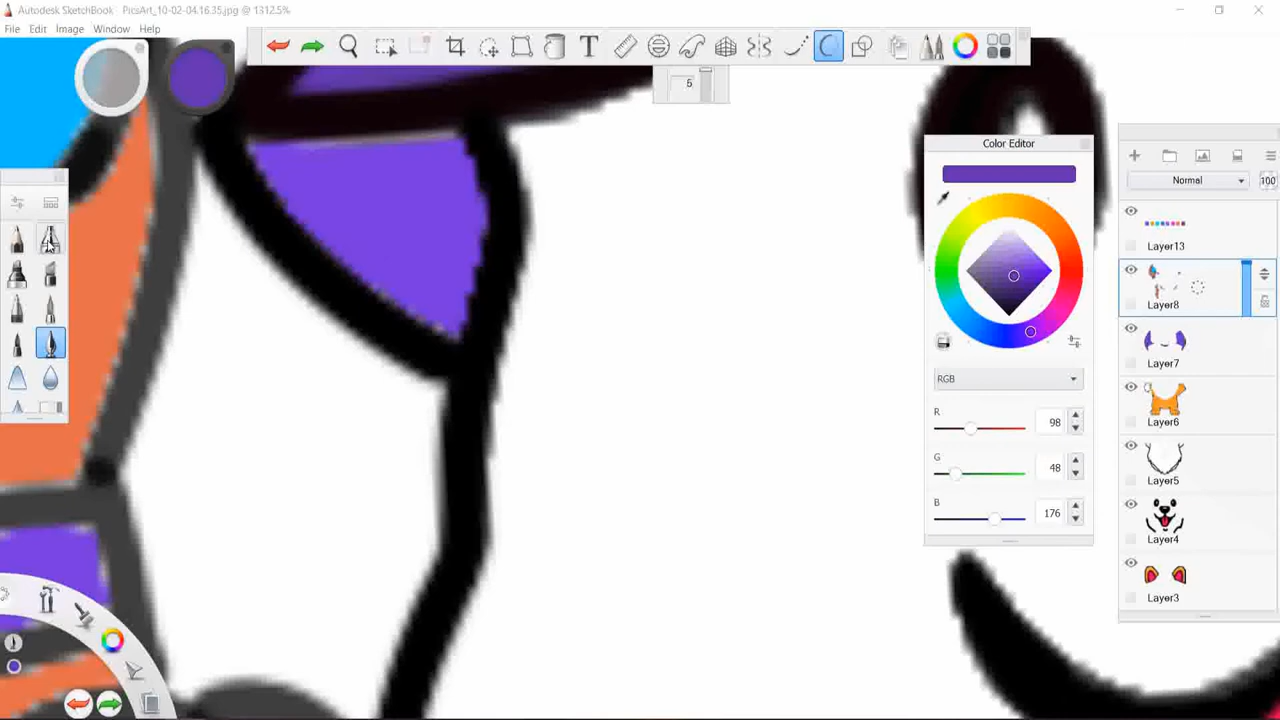 Autodesk SketchBook PicsArt_10-02-04.16.35.jpg @ 1312.5%
File Edit Image Window Help
T
5
Color Editor
RGB
R 98
G 48
B 176
Normal 100
Layer13
Layer8
Layer7
Layer6
Layer5
Layer4
Layer3